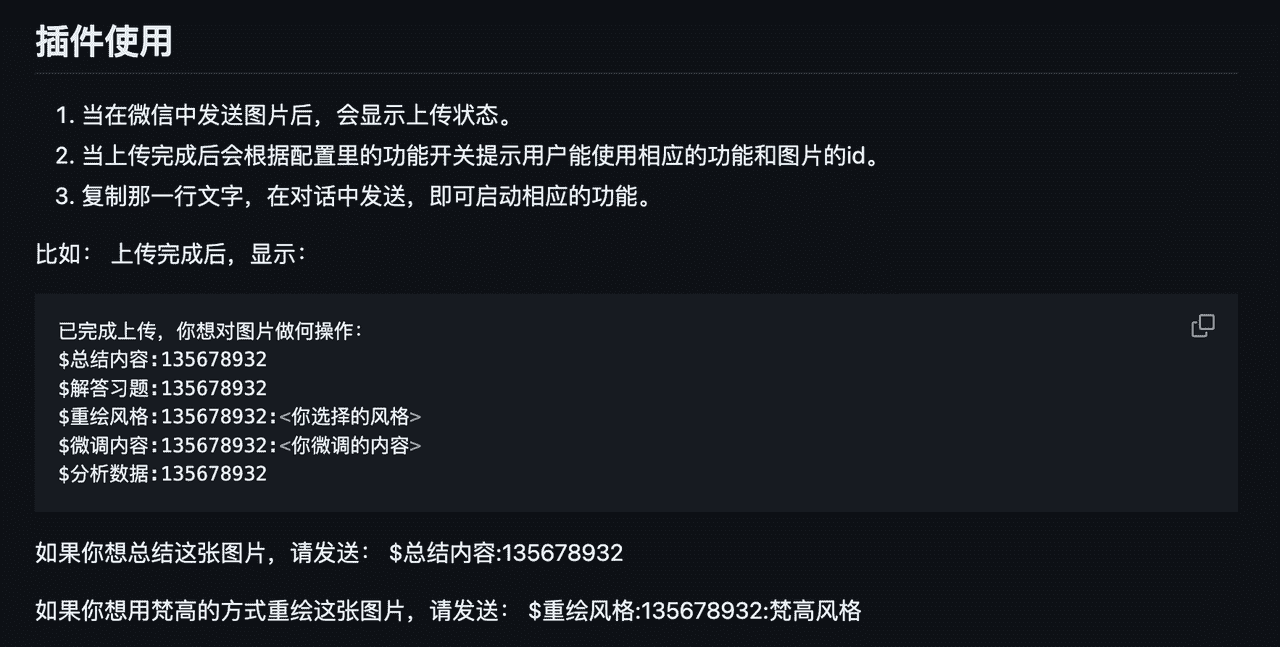 插件使用
1. 当在微信中发送图片后，会显示上传状态。
2. 当上传完成后会根据配置里的功能开关提示用户能使用相应的功能和图片的id。
3. 复制那一行文字，在对话中发送，即可启动相应的功能。
比如： 上传完成后，显示：
已完成上传，你想对图片做何操作：
$总结内容:135678932
$解答习题:135678932
$重绘风格:135678932:<你选择的风格>
$微调内容:135678932:<你微调的内容>
$分析数据:135678932
如果你想总结这张图片，请发送： $总结内容:135678932
如果你想用梵高的方式重绘这张图片，请发送： $重绘风格:135678932:梵高风格